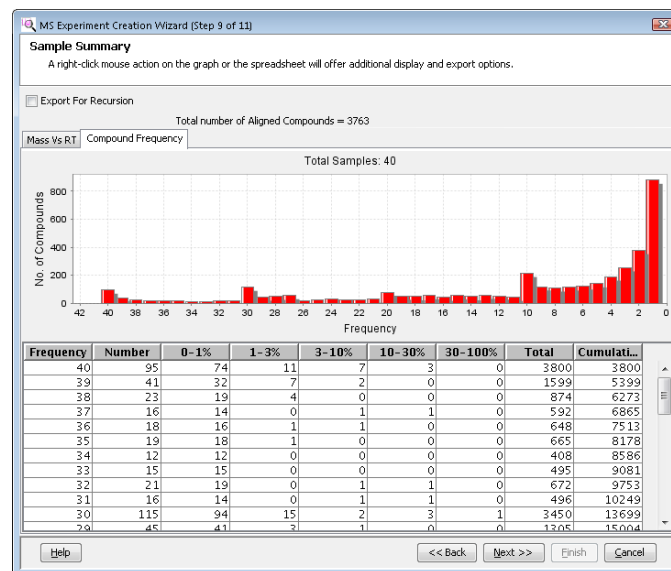 MS Experiment Creation Wizard (Step 9 of 11)
Sample Summary
A right-click mouse action on the graph or the spreadsheet will offer additional display and export options.
Export For Recursion
Total number of Aligned Compounds = 3763
Mass Vs RT Compound Frequency
Total Samples: 40
No. of Compounds
800
600
400
200
0
42 40 38 36 34 32 30 28 26 24 22 20 18 16 14 12 10 8 6 4 2 0
Frequency
Frequency Number 0-1% 1-3% 3-10% 10-30% 30-100% Total Cumulati...
40 95 74 11 7 3 0 3800 3800
39 41 32 7 2 0 0 1599 5399
38 23 19 4 0 0 0 874 6273
37 16 14 0 1 1 0 592 6865
36 18 16 1 1 0 0 648 7513
35 19 18 1 0 0 0 665 8178
34 12 12 0 0 0 0 408 8586
33 15 15 0 0 0 0 495 9081
32 21 19 0 1 1 0 672 9753
31 16 14 0 1 1 0 496 10249
30 115 94 15 2 3 1 3450 13699
29 45 41 3 1 0 0 1305 15004
Help << Back Next >> Finish Cancel